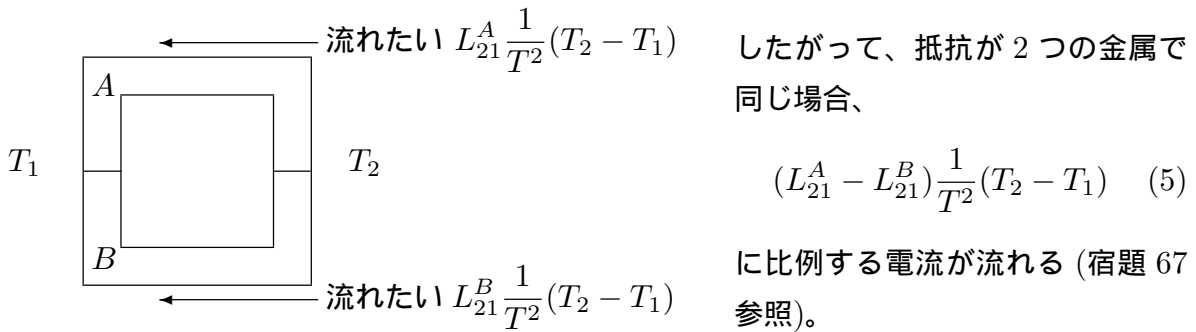 流れたい $L_{21}^{A}\frac{1}{T^2}(T_2 - T_1)$
A
T_1
T_2
B
流れたい $L_{21}^{B}\frac{1}{T^2}(T_2 - T_1)$
したがって、抵抗が 2 つの金属で
同じ場合、
$(L_{21}^{A} - L_{21}^{B})\frac{1}{T^2}(T_2 - T_1)$ (5)
に比例する電流が流れる (宿題 67
参照)。